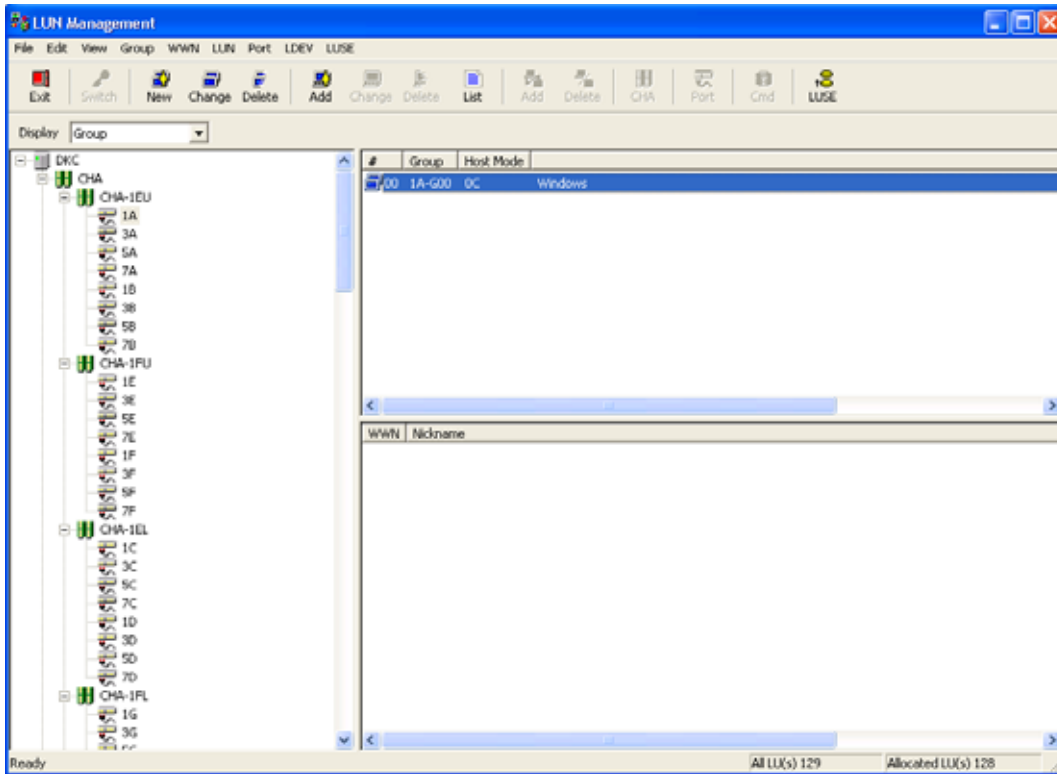 LUN Management
File Edit View Group WWN LUN Port LDEV LUSE
Exit Switch New Change Delete Add Change Delete List Add Delete CHA Port Cmd LUSE
Display Group
DKC
CHA
CHA-1EU
1A
3A
5A
7A
1B
3B
5B
7B
CHA-1FU
1E
3E
5E
7E
1F
3F
5F
7F
CHA-1EL
1C
3C
5C
7C
1D
3D
5D
7D
CHA-1FL
1G
3G
# Group Host Mode
00 1A-G00 0C Windows
WWN Nickname
Ready All LU(s) 129 Allocated LU(s) 128